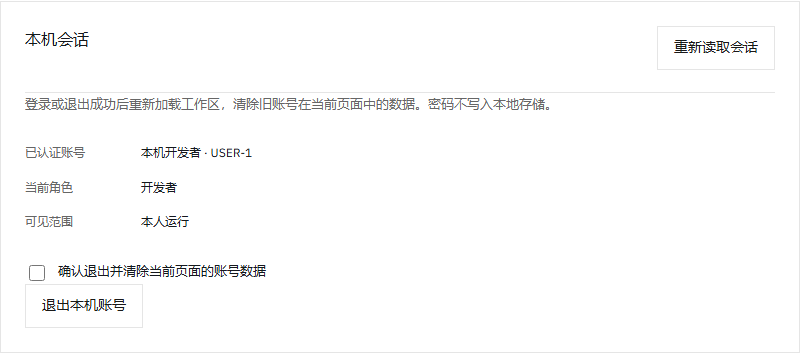 本机会话
重新读取会话
登录或退出成功后重新加载工作区，清除旧账号在当前页面中的数据。密码不写入本地存储。
已认证账号 本机开发者 · USER-1
当前角色 开发者
可见范围 本人运行
确认退出并清除当前页面的账号数据
退出本机账号